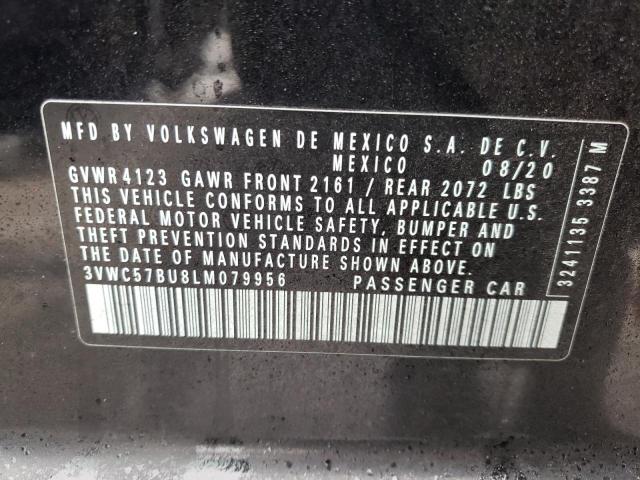 MFD BY VOLKSWAGEN DE MEXICO S.A. DE C.V.
MEXICO 08/20
GVWR 4123 GAWR FRONT 2161 / REAR 2072 LBS
THIS VEHICLE CONFORMS TO ALL APPLICABLE U.S.
FEDERAL MOTOR VEHICLE SAFETY, BUMPER AND
THEFT PREVENTION STANDARDS IN EFFECT ON
THE DATE OF MANUFACTURE SHOWN ABOVE.
3VWC57BU8LM079956 PASSENGER CAR
3241135 3387 M